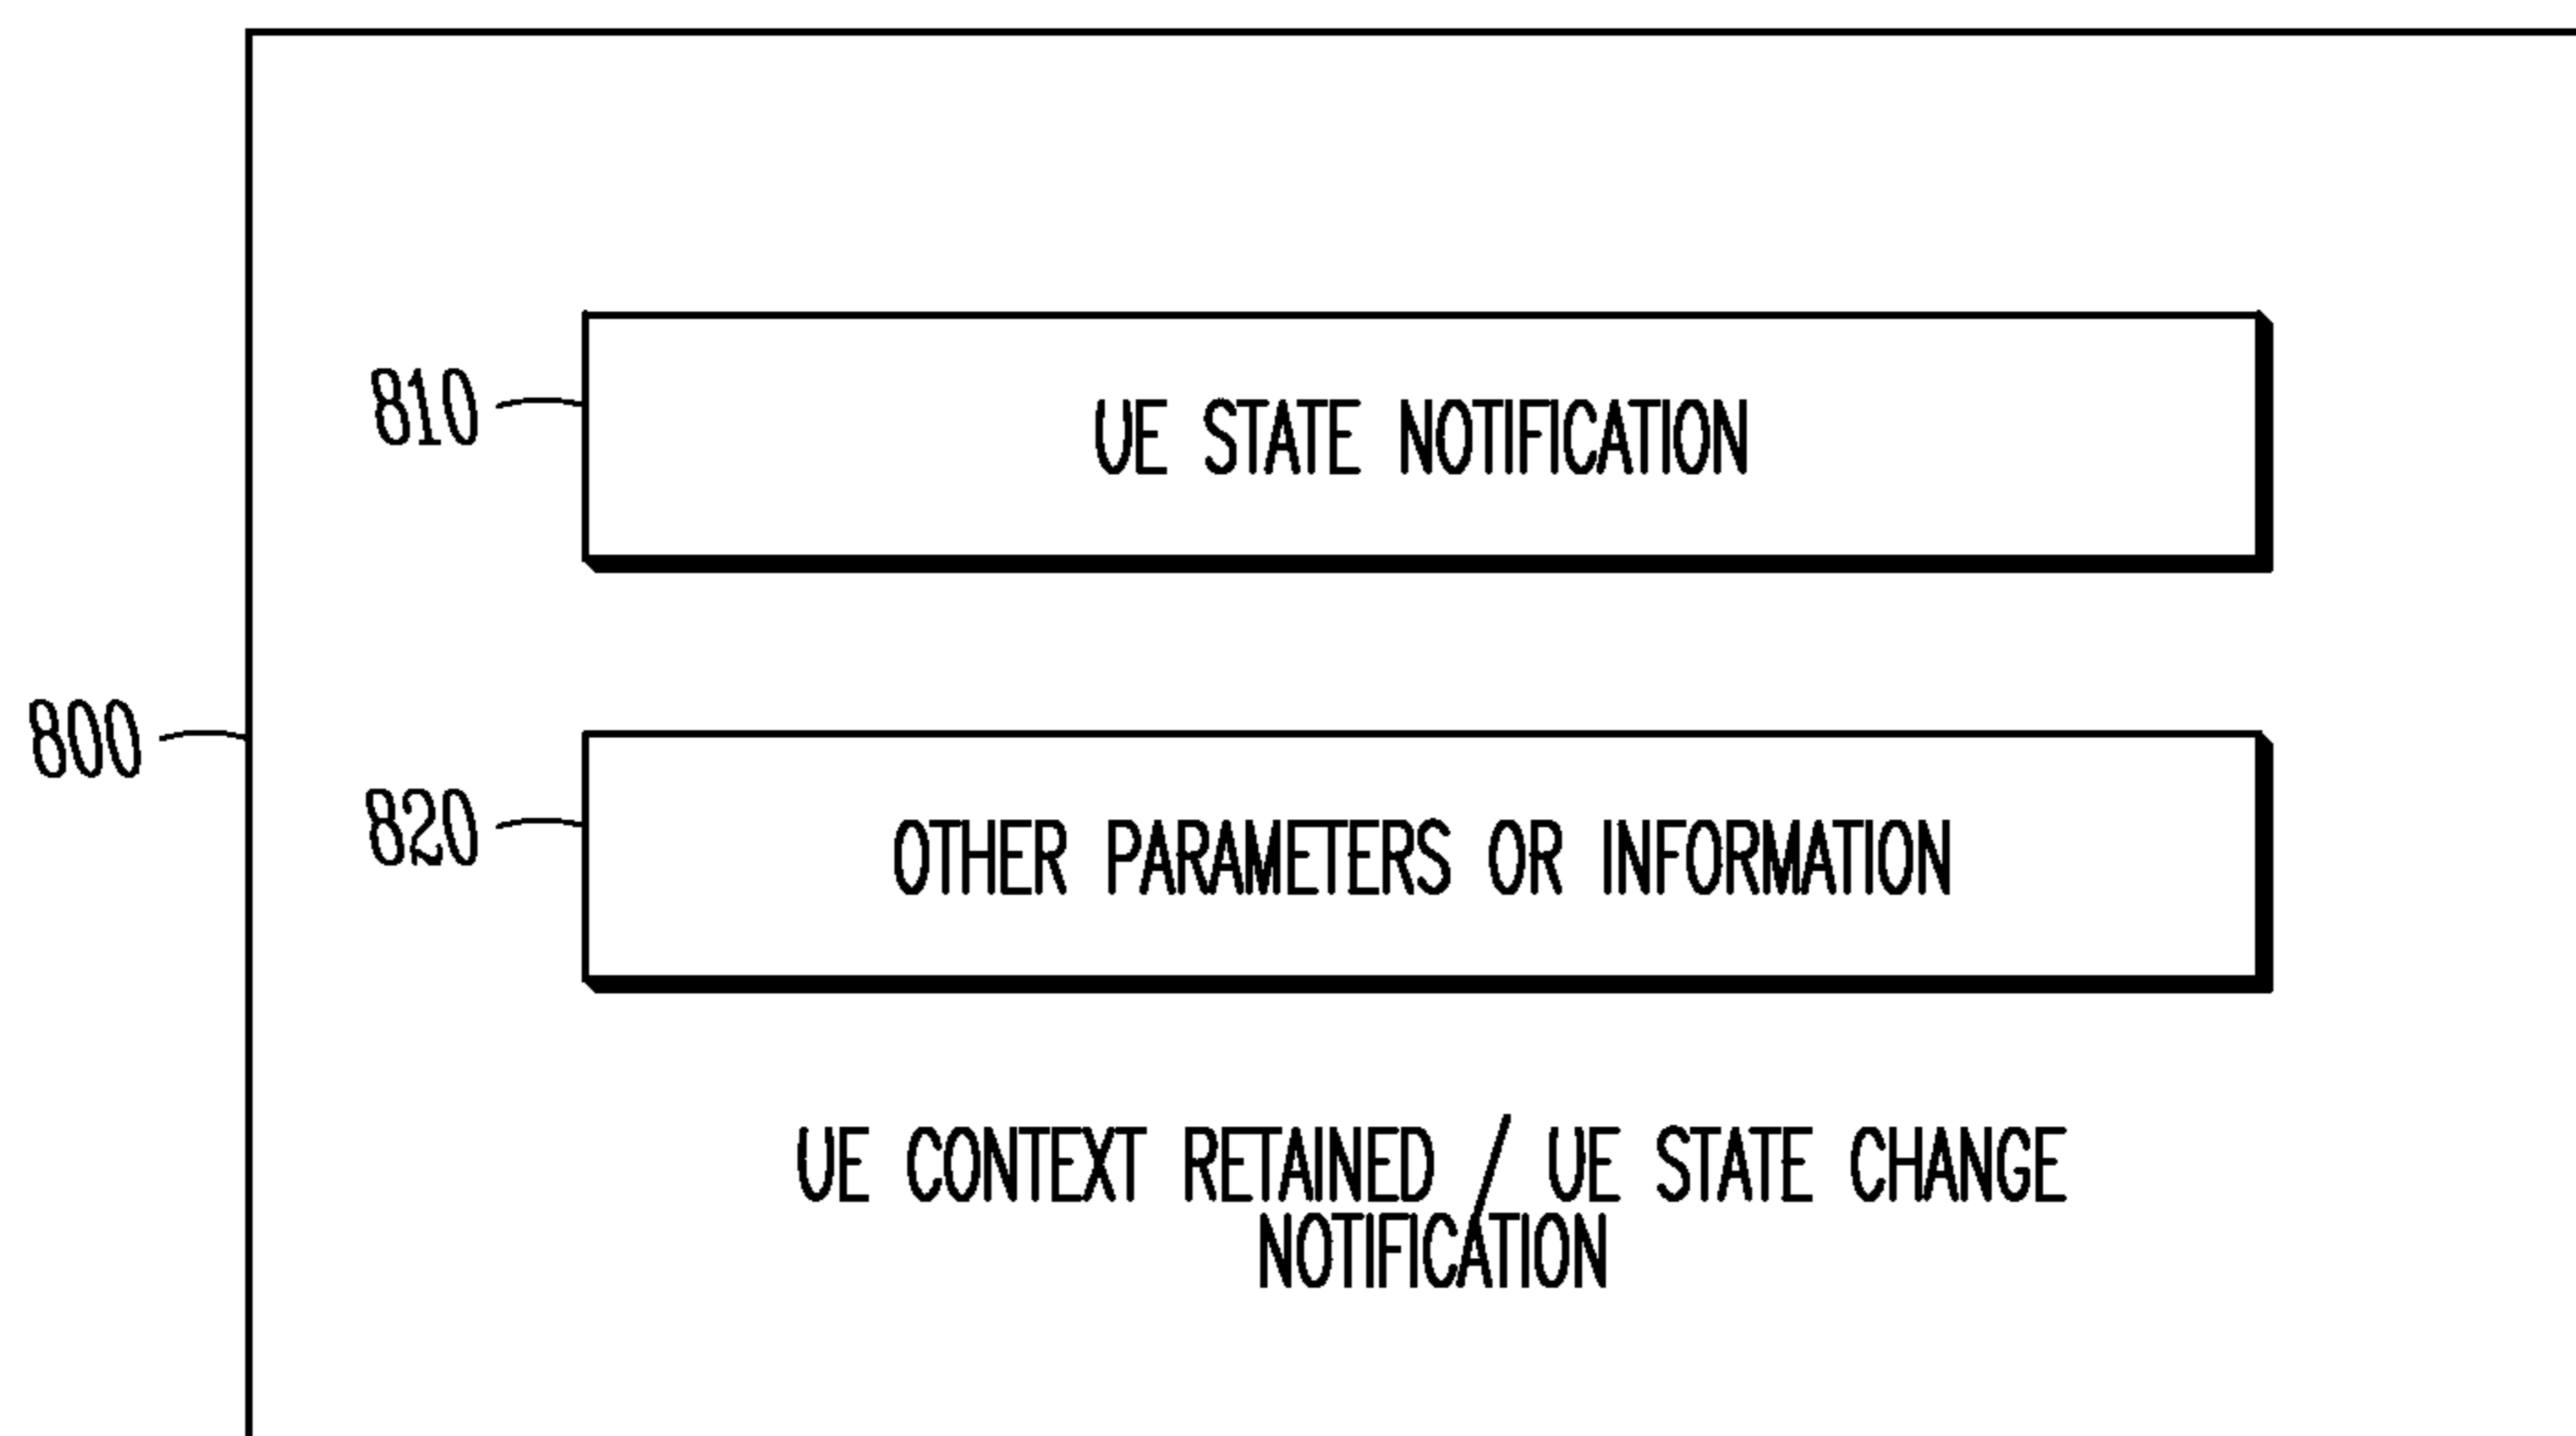 810
UE STATE NOTIFICATION
800
820
OTHER PARAMETERS OR INFORMATION
UE CONTEXT RETAINED / UE STATE CHANGE
NOTIFICATION